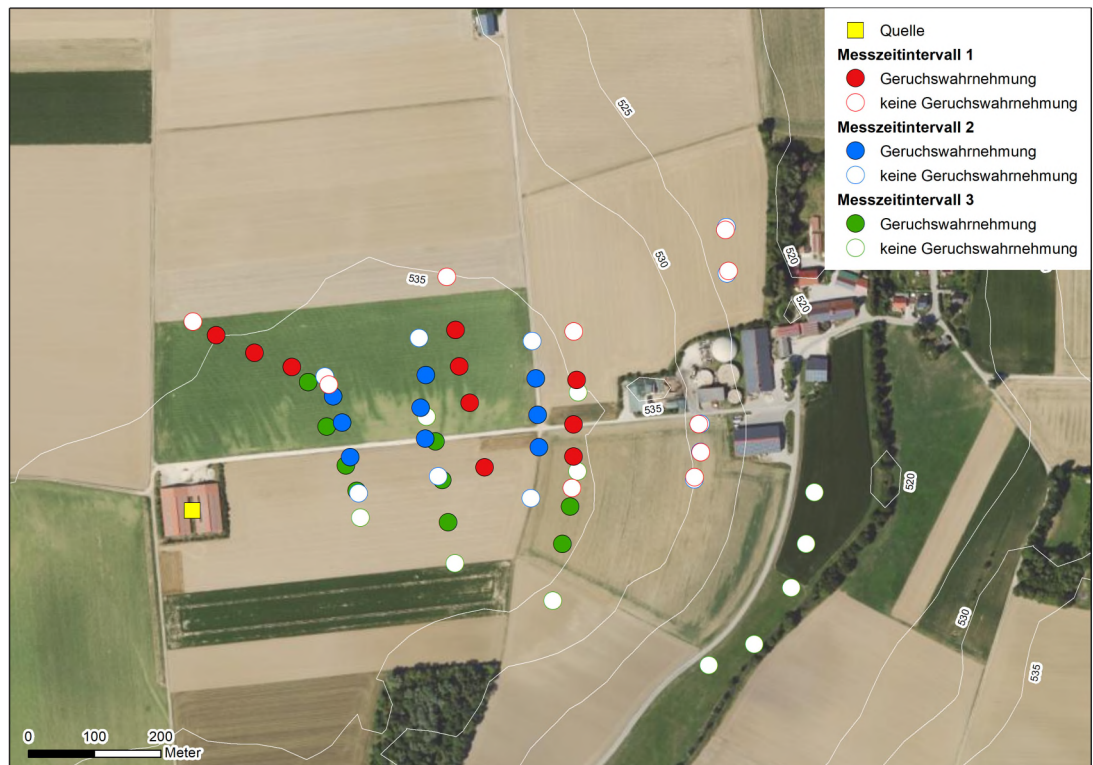 Quelle
Messzeitintervall 1
Geruchswahrnehmung
keine Geruchswahrnehmung
Messzeitintervall 2
Geruchswahrnehmung
keine Geruchswahrnehmung
Messzeitintervall 3
Geruchswahrnehmung
keine Geruchswahrnehmung
525
520
530
535
520
535
520
530
535
0 100 200
Meter